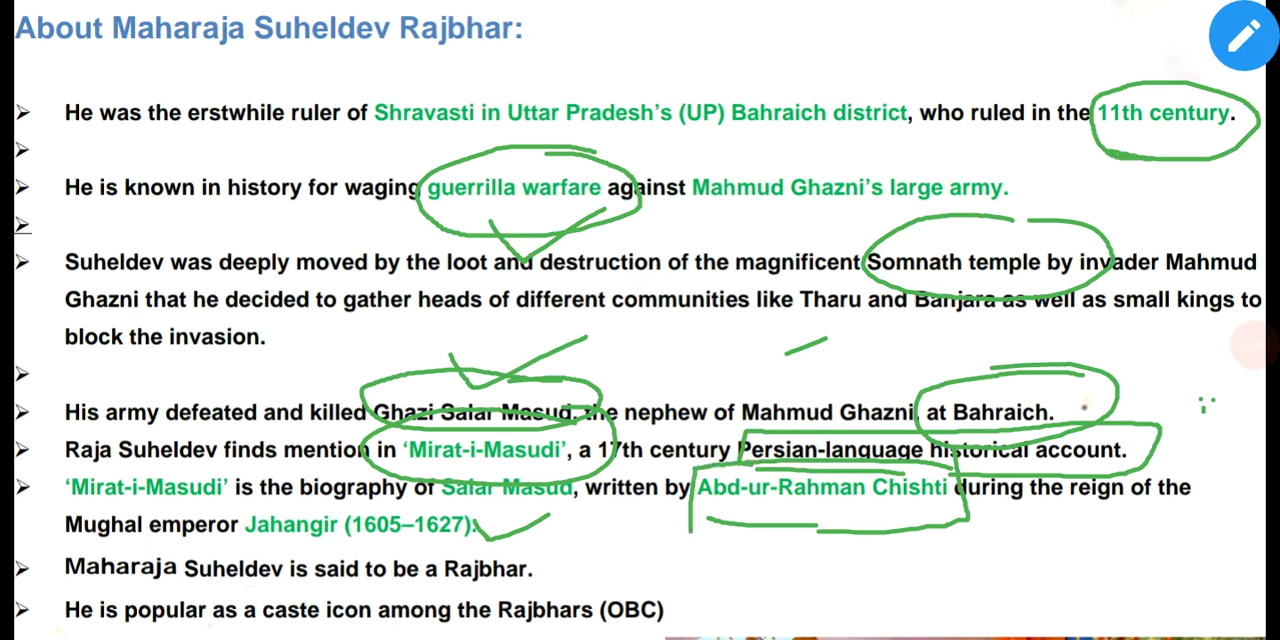 About Maharaja Suheldev Rajbhar:
➢ He was the erstwhile ruler of Shravasti in Uttar Pradesh’s (UP) Bahraich district, who ruled in the 11th century.
➢
➢ He is known in history for waging guerrilla warfare against Mahmud Ghazni’s large army.
➢
➢ Suheldev was deeply moved by the loot and destruction of the magnificent Somnath temple by invader Mahmud
Ghazni that he decided to gather heads of different communities like Tharu and Banjara as well as small kings to
block the invasion.
➢
➢ His army defeated and killed Ghazi Salar Masud, the nephew of Mahmud Ghazni, at Bahraich.
➢ Raja Suheldev finds mention in ‘Mirat-i-Masudi’, a 17th century Persian-language historical account.
➢ ‘Mirat-i-Masudi’ is the biography of Salar Masud, written by Abd-ur-Rahman Chishti during the reign of the
Mughal emperor Jahangir (1605–1627).
➢ Maharaja Suheldev is said to be a Rajbhar.
➢ He is popular as a caste icon among the Rajbhars (OBC)